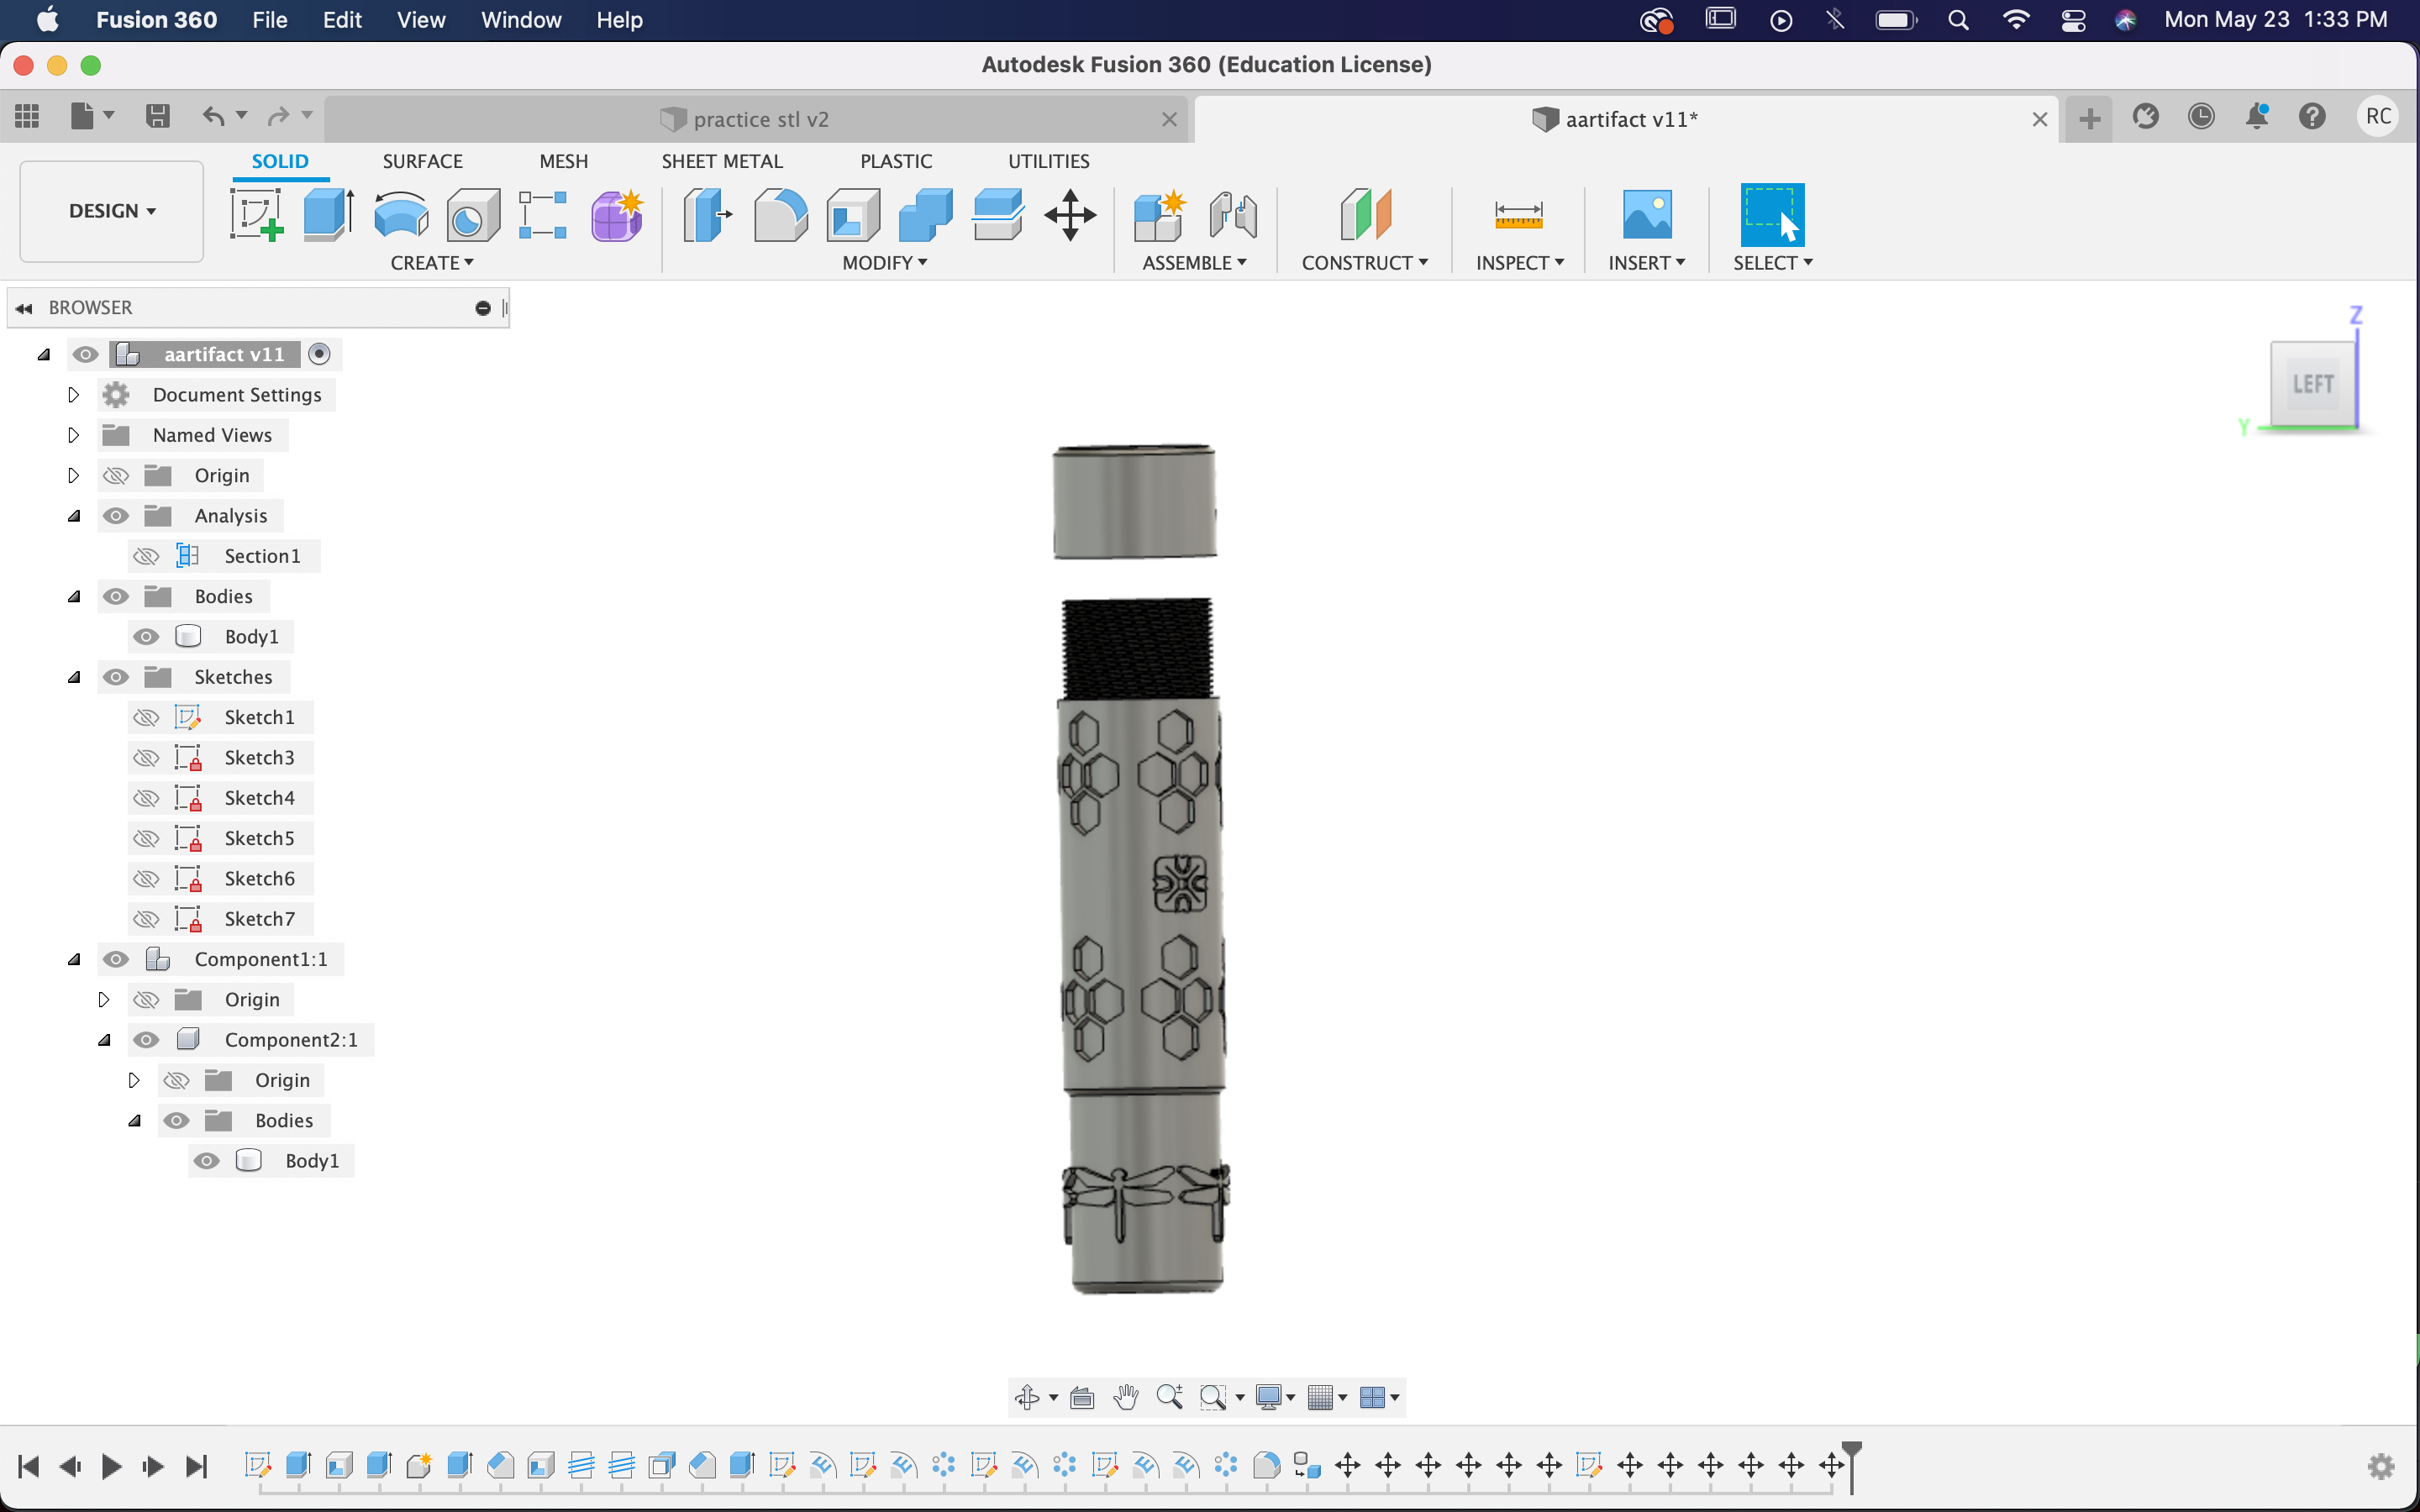 Fusion 360 File Edit View Window Help Mon May 23 1:33 PM
Autodesk Fusion 360 (Education License)
practice stl v2 aartifact v11* RC
SOLID SURFACE MESH SHEET METAL PLASTIC UTILITIES
DESIGN
CREATE MODIFY ASSEMBLE CONSTRUCT INSPECT INSERT SELECT
BROWSER
Z
aartifact v11
LEFT
Document Settings
Y
Named Views
Origin
Analysis
Section1
Bodies
Body1
Sketches
Sketch1
Sketch3
Sketch4
Sketch5
Sketch6
Sketch7
Component1:1
Origin
Component2:1
Origin
Bodies
Body1